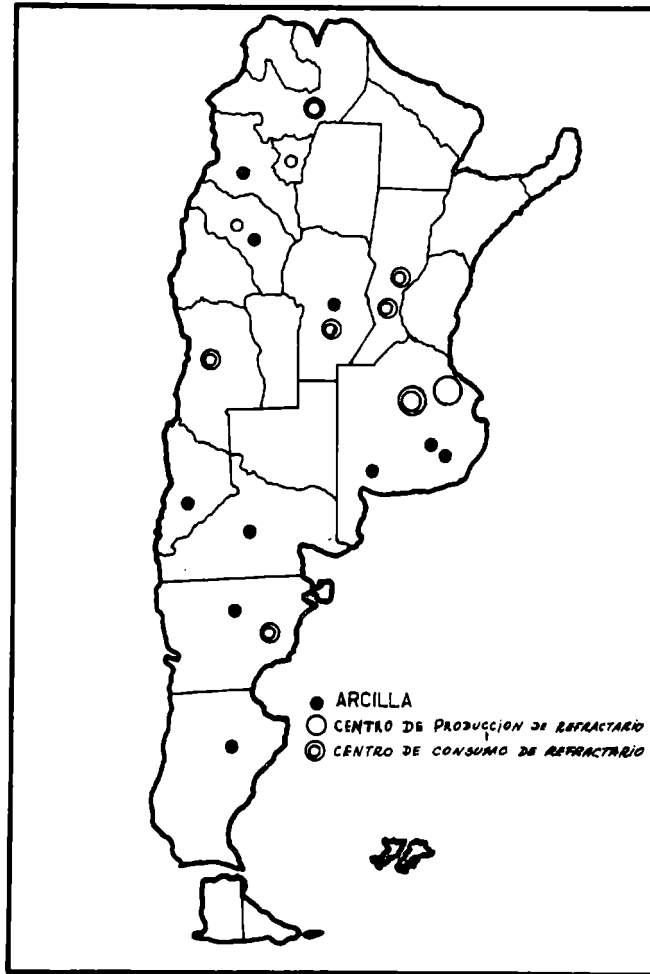 ARCILLA
CENTRO DE PRODUCCION DE REFRACTARIO
CENTRO DE CONSUMO DE REFRACTARIO